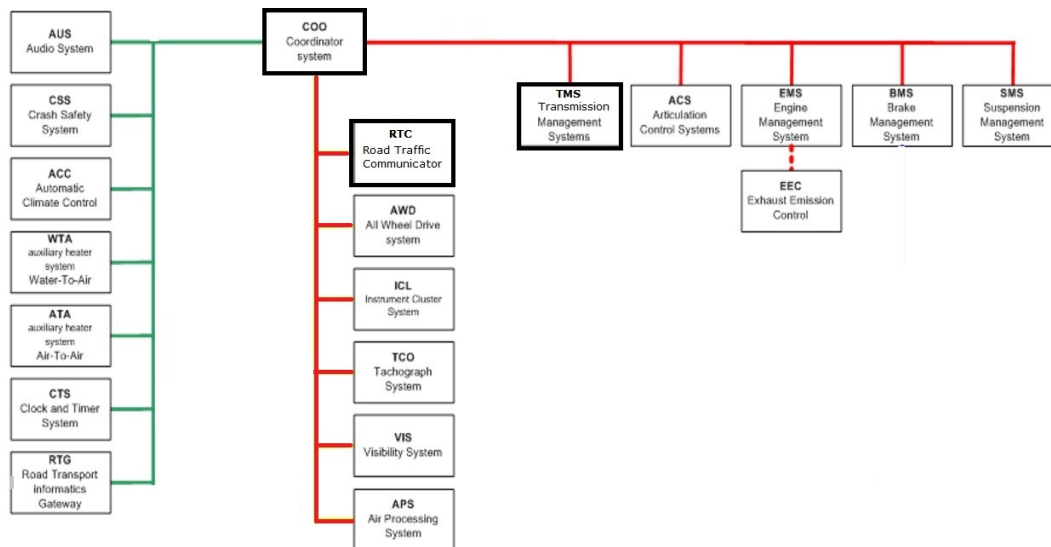 AUS
Audio System
COO
Coordinator
system
CSS
Crash Safety
System
TMS
Transmission
Management
Systems
ACS
Articulation
Control Systems
EMS
Engine
Management
System
BMS
Brake
Management
System
SMS
Suspension
Management
System
RTC
Road Traffic
Communicator
ACC
Automatic
Climate Control
EEC
Exhaust Emission
Control
AWD
All Wheel Drive
system
WTA
auxiliary heater
system
Water-To-Air
ICL
Instrument Cluster
System
ATA
auxiliary heater
system
Air-To-Air
TCO
Tachograph
System
CTS
Clock and Timer
System
VIS
Visibility System
RTG
Road Transport
informatics
Gateway
APS
Air Processing
System